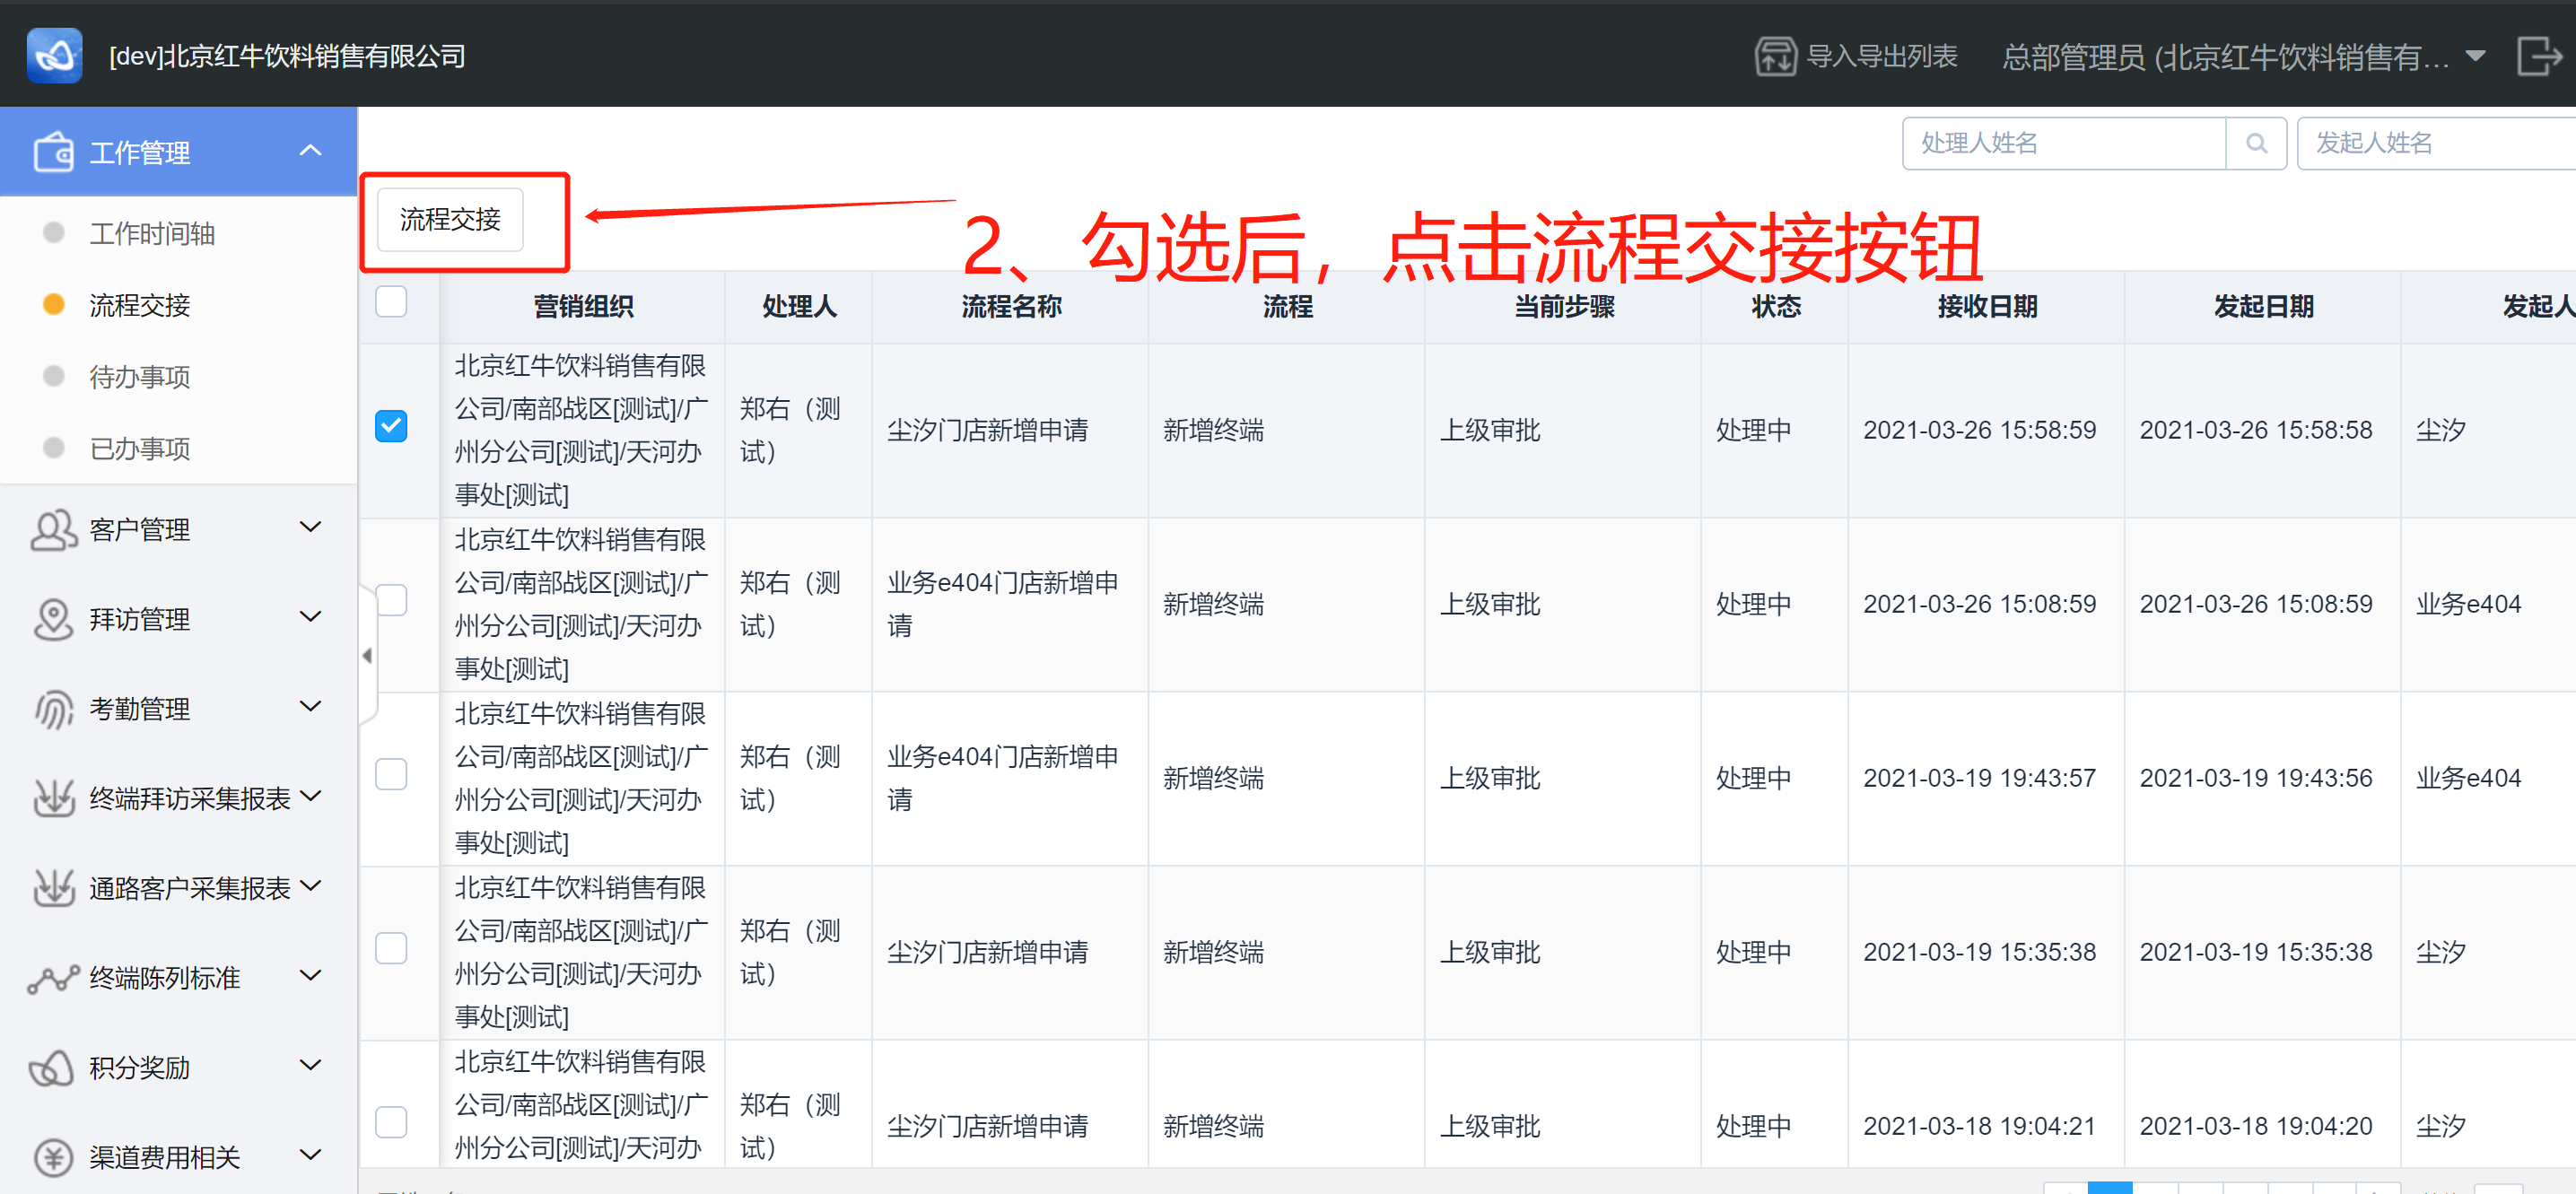 [dev]北京红牛饮料销售有限公司
导入导出列表
总部管理员 (北京红牛饮料销售有...
工作管理
工作时间轴
流程交接
待办事项
已办事项
客户管理
拜访管理
考勤管理
终端拜访采集报表
通路客户采集报表
终端陈列标准
积分奖励
渠道费用相关
处理人姓名
发起人姓名
流程交接
2、勾选后，点击流程交接按钮
营销组织 处理人 流程名称 流程 当前步骤 状态 接收日期 发起日期 发起人
北京红牛饮料销售有限
公司/南部战区[测试]/广
州分公司[测试]/天河办
事处[测试]
郑右（测
试）
尘汐门店新增申请
新增终端
上级审批
处理中
2021-03-26 15:58:59
2021-03-26 15:58:58
尘汐
北京红牛饮料销售有限
公司/南部战区[测试]/广
州分公司[测试]/天河办
事处[测试]
郑右（测
试）
业务e404门店新增申
请
新增终端
上级审批
处理中
2021-03-26 15:08:59
2021-03-26 15:08:59
业务e404
北京红牛饮料销售有限
公司/南部战区[测试]/广
州分公司[测试]/天河办
事处[测试]
郑右（测
试）
业务e404门店新增申
请
新增终端
上级审批
处理中
2021-03-19 19:43:57
2021-03-19 19:43:56
业务e404
北京红牛饮料销售有限
公司/南部战区[测试]/广
州分公司[测试]/天河办
事处[测试]
郑右（测
试）
尘汐门店新增申请
新增终端
上级审批
处理中
2021-03-19 15:35:38
2021-03-19 15:35:38
尘汐
北京红牛饮料销售有限
公司/南部战区[测试]/广
州分公司[测试]/天河办
郑右（测
试）
尘汐门店新增申请
新增终端
上级审批
处理中
2021-03-18 19:04:21
2021-03-18 19:04:20
尘汐